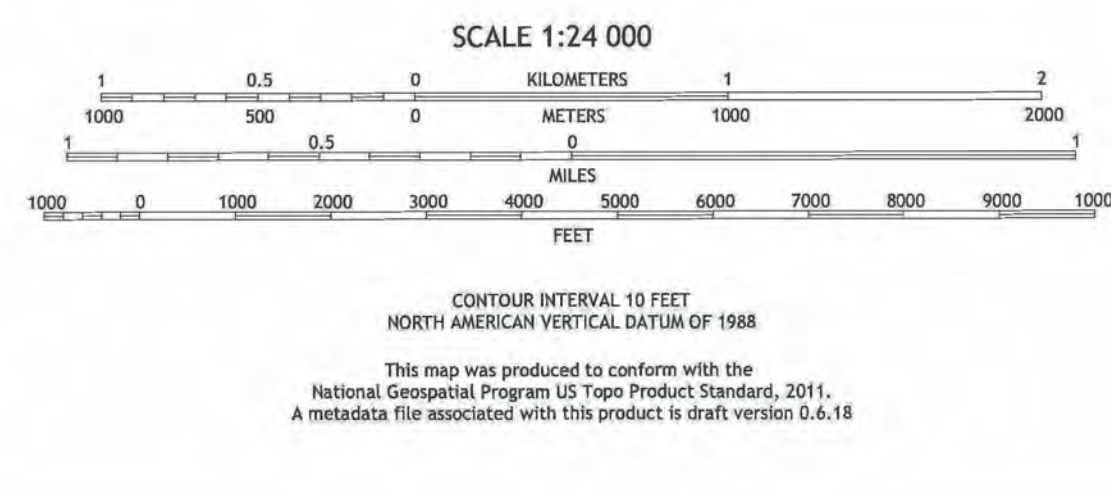 SCALE 1:24 000
1 0.5 0 KILOMETERS 1 2
1000 500 0 METERS 1000 2000
1 0.5 0 1
MILES
1000 0 1000 2000 3000 4000 5000 6000 7000 8000 9000 1000
FEET
CONTOUR INTERVAL 10 FEET
NORTH AMERICAN VERTICAL DATUM OF 1988
This map was produced to conform with the
National Geospatial Program US Topo Product Standard, 2011.
A metadata file associated with this product is draft version 0.6.18